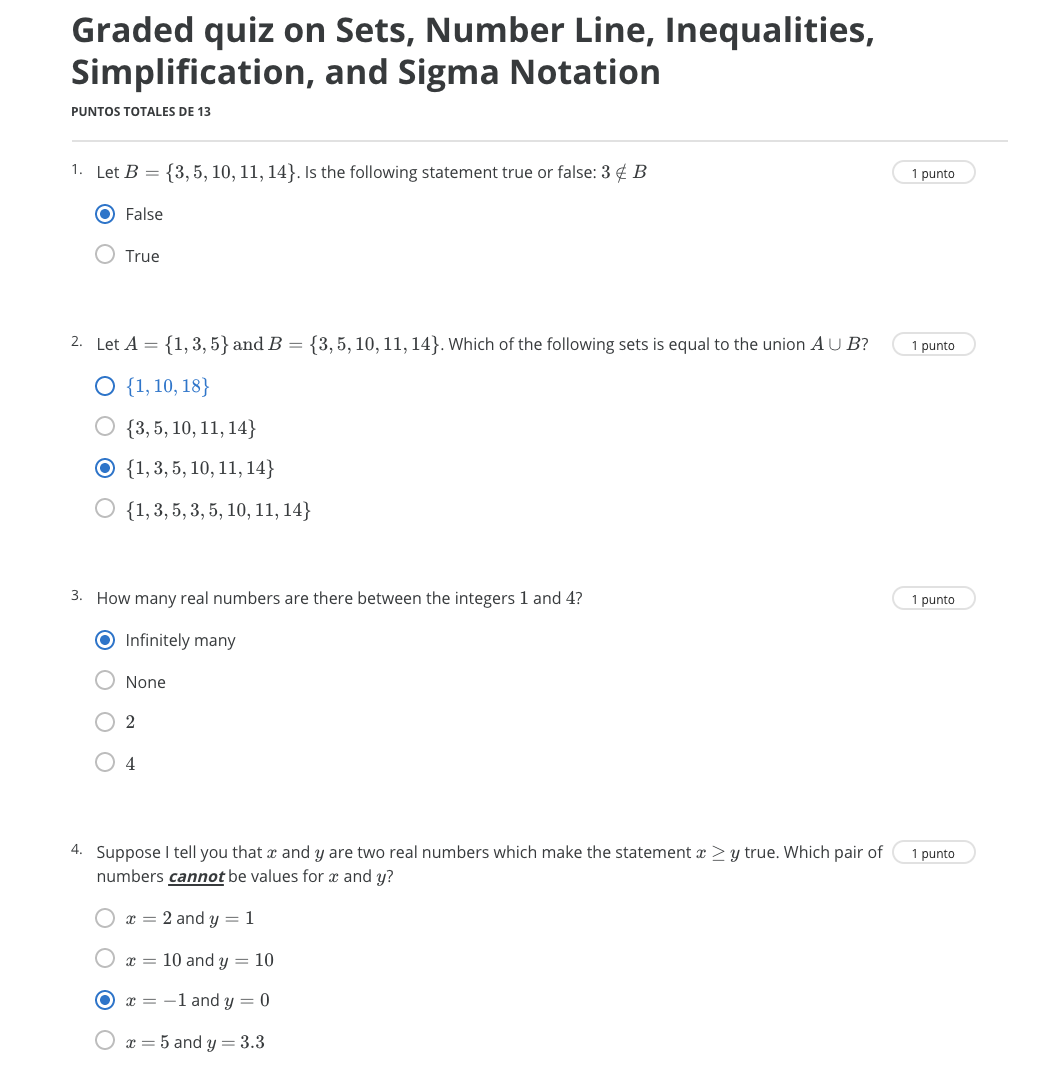 Graded quiz on Sets, Number Line, Inequalities,
Simplification, and Sigma Notation
PUNTOS TOTALES DE 13
1. Let B = {3, 5, 10, 11, 14}. Is the following statement true or false: 3 ∉ B
1 punto
False
True
2. Let A = {1, 3, 5} and B = {3, 5, 10, 11, 14}. Which of the following sets is equal to the union A ∪ B?
1 punto
{1, 10, 18}
{3, 5, 10, 11, 14}
{1, 3, 5, 10, 11, 14}
{1, 3, 5, 3, 5, 10, 11, 14}
3. How many real numbers are there between the integers 1 and 4?
1 punto
Infinitely many
None
2
4
4. Suppose I tell you that x and y are two real numbers which make the statement x ≥ y true. Which pair of
1 punto
numbers cannot be values for x and y?
x = 2 and y = 1
x = 10 and y = 10
x = −1 and y = 0
x = 5 and y = 3.3